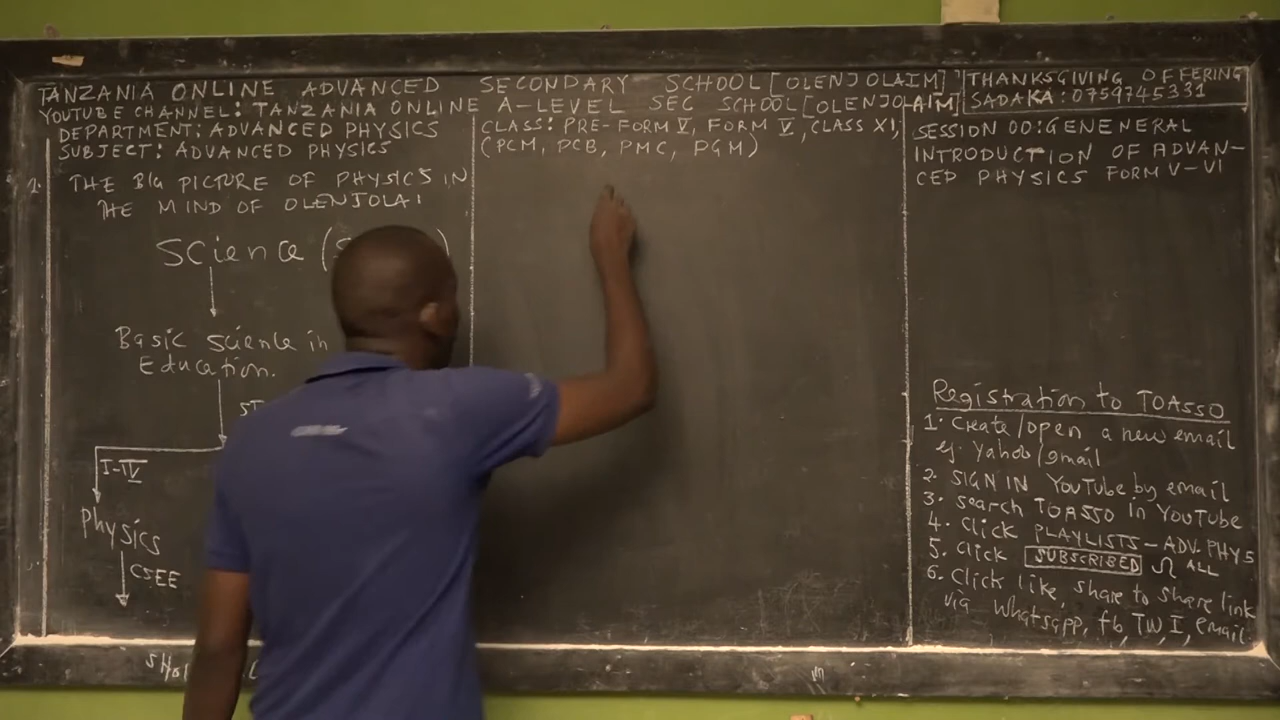 TANZANIA ONLINE ADVANCED SECONDARY SCHOOL [OLENJOLAIM]
YOUTUBE CHANNEL: TANZANIA ONLINE A-LEVEL SEC SCHOOL [OLENJOLAIM]
DEPARTMENT: ADVANCED PHYSICS
SUBJECT: ADVANCED PHYSICS
CLASS: PRE-FORM V, FORM V, CLASS XI,
(PCM, PCB, PMC, PGM)
THANKSGIVING OFFERING
SADAKA: 0759745331
SESSION 00: GENENERAL
INTRODUCTION OF ADVAN-
CED PHYSICS FORM V-VI
1. THE BIG PICTURE OF PHYSICS IN
THE MIND OF OLENJOLAI
Science (S
Basic science in
Education.
ST
I-IV
Physics
CSEE
Registration to TOASSO
1. Create/open a new email
eg Yahoo/gmail
2. SIGN IN YouTube by email
3. Search TOASSO in YouTUBE
4. Click PLAYLISTS - ADV. PHYS
5. Click SUBSCRIBED ALL
6. Click like, share to share link
via Whatsapp, fb, TW, I, email